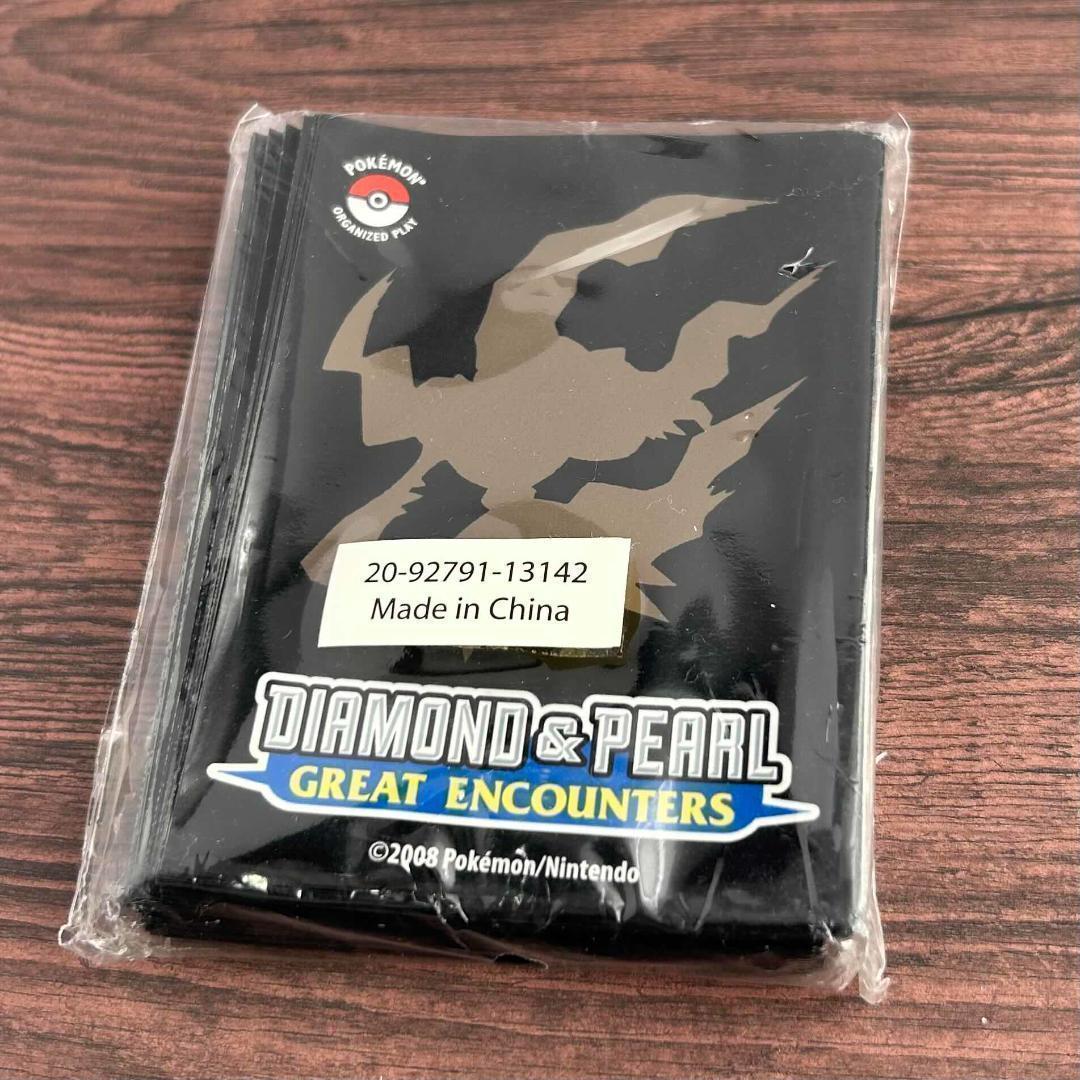 POKÉMON®
ORGANIZED PLAY
20-92791-13142
Made in China
DIAMOND & PEARL
GREAT ENCOUNTERS
©2008 Pokémon/Nintendo